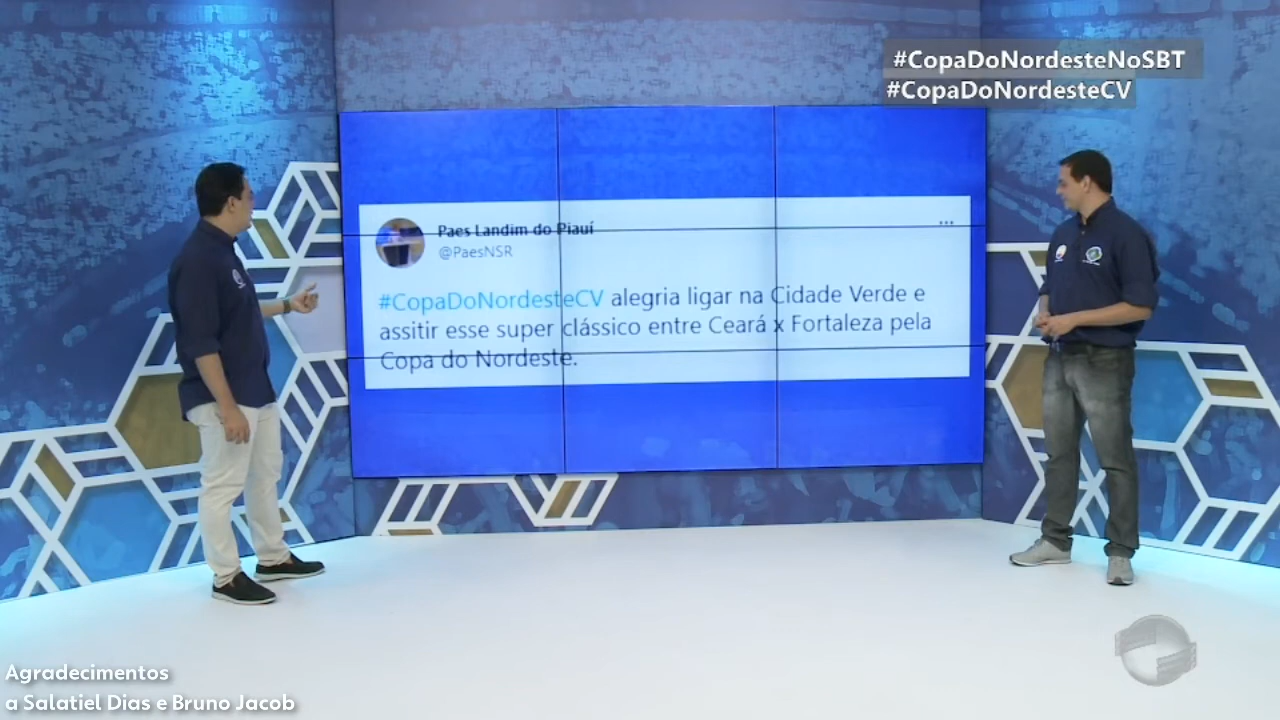 #CopaDoNordesteNoSBT
#CopaDoNordesteCV
Paes Landim do Piauí
@PaesNSR
#CopaDoNordesteCV alegria ligar na Cidade Verde e
assitir esse super clássico entre Ceará x Fortaleza pela
Copa do Nordeste.
Agradecimentos
a Salatiel Dias e Bruno Jacob